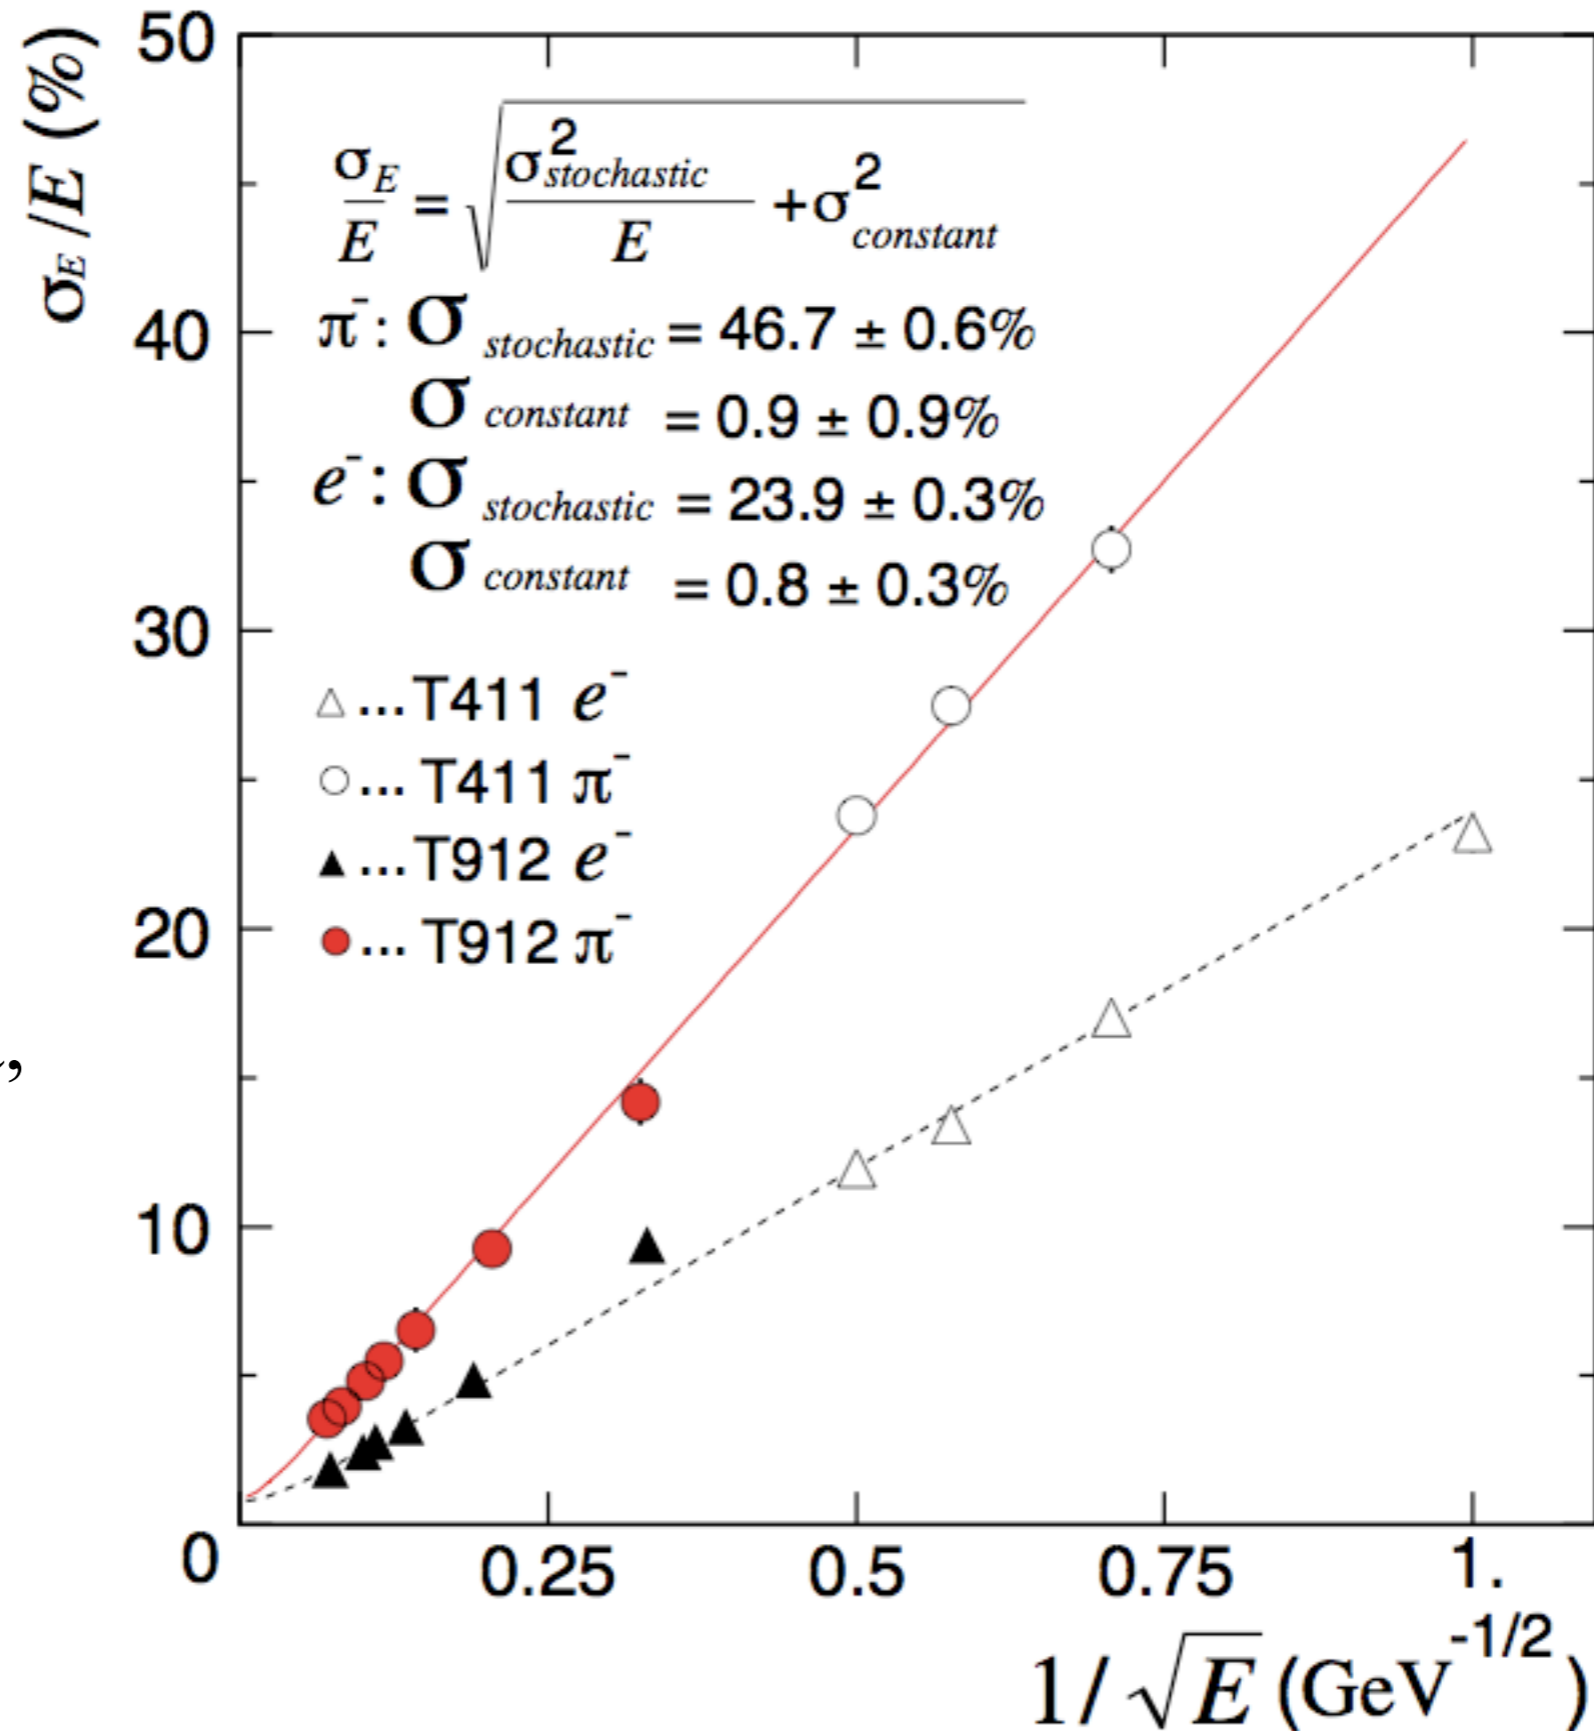 50
σE/E (%)
σE/E = √(σ²stochastic/E + σ²constant)
π⁻: σ stochastic = 46.7 ± 0.6%
40
σ constant = 0.9 ± 0.9%
e⁻: σ stochastic = 23.9 ± 0.3%
σ constant = 0.8 ± 0.3%
30
△ ... T411 e⁻
○ ... T411 π⁻
▲ ... T912 e⁻
● ... T912 π⁻
20
,
10
0 0.25 0.5 0.75 1.
1/√E (GeV⁻¹/²)